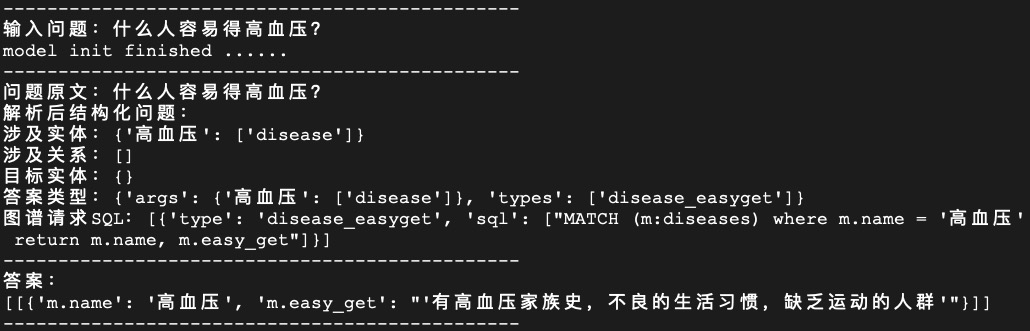 -----------------------------------------------
输入问题：什么人容易得高血压？
model init finished ......
-----------------------------------------------
问题原文：什么人容易得高血压？
解析后结构化问题：
涉及实体：{'高血压': ['disease']}
涉及关系：[]
目标实体：{}
答案类型：{'args': {'高血压': ['disease']}, 'types': ['disease_easyget']}
图谱请求SQL：[{'type': 'disease_easyget', 'sql': ["MATCH (m:diseases) where m.name = '高血压'
 return m.name, m.easy_get"]}]
-----------------------------------------------
答案：
[[{'m.name': '高血压', 'm.easy_get': "'有高血压家族史，不良的生活习惯，缺乏运动的人群'"}]]
-----------------------------------------------